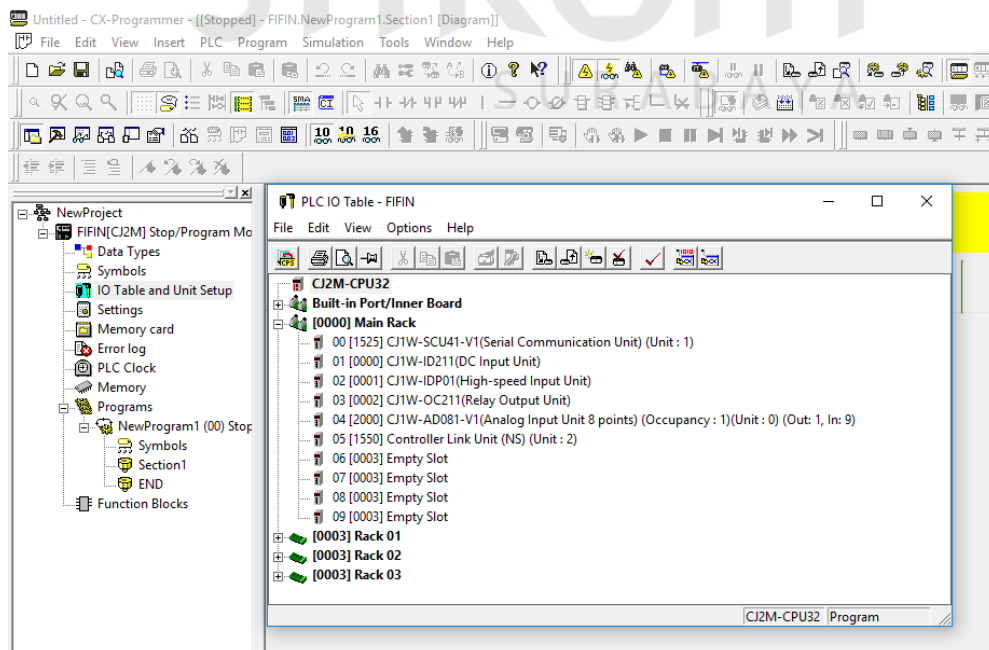 Untitled - CX-Programmer - [[Stopped] - FIFIN.NewProgram1.Section1 [Diagram]]
File Edit View Insert PLC Program Simulation Tools Window Help
SURABAYA
10 10 16
NewProject
FIFIN[CJ2M] Stop/Program Mo
Data Types
Symbols
IO Table and Unit Setup
Settings
Memory card
Error log
PLC Clock
Memory
Programs
NewProgram1 (00) Stop
Symbols
Section1
END
Function Blocks
PLC IO Table - FIFIN
File Edit View Options Help
CJ2M-CPU32
Built-in Port/Inner Board
[0000] Main Rack
00 [1525] CJ1W-SCU41-V1(Serial Communication Unit) (Unit : 1)
01 [0000] CJ1W-ID211(DC Input Unit)
02 [0001] CJ1W-IDP01(High-speed Input Unit)
03 [0002] CJ1W-OC211(Relay Output Unit)
04 [2000] CJ1W-AD081-V1(Analog Input Unit 8 points) (Occupancy : 1)(Unit : 0) (Out: 1, In: 9)
05 [1550] Controller Link Unit (NS) (Unit : 2)
06 [0003] Empty Slot
07 [0003] Empty Slot
08 [0003] Empty Slot
09 [0003] Empty Slot
[0003] Rack 01
[0003] Rack 02
[0003] Rack 03
CJ2M-CPU32 Program